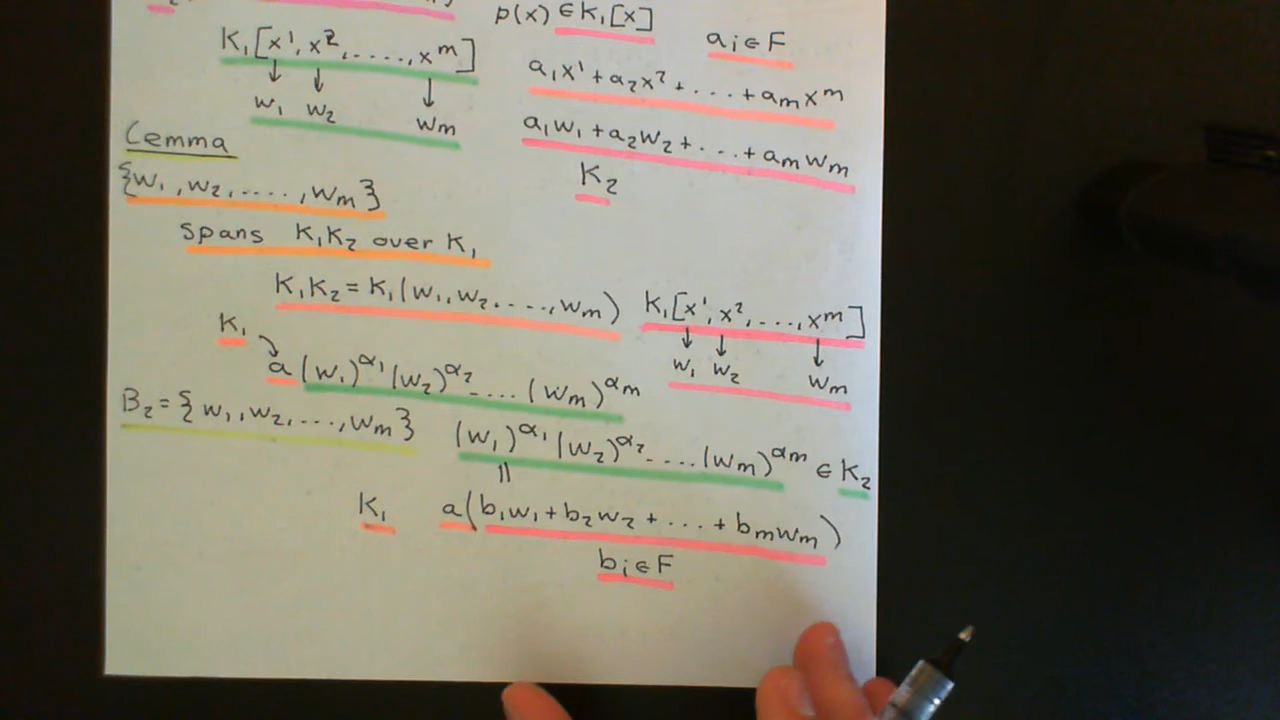 p(x) ∈ K₁[x]
K₁[x¹, x², ....., xᵐ]
aᵢ ∈ F
↓ ↓ ↓
w₁ w₂ wₘ
a₁x¹ + a₂x² + ... + aₘxᵐ
a₁w₁ + a₂w₂ + ... + aₘwₘ
K₂
Lemma
{w₁, w₂, ....., wₘ}
spans K₁K₂ over K₁
K₁K₂ = K₁(w₁, w₂, ...., wₘ)
K₁[x¹, x², ...., xᵐ]
↓ ↓ ↓
w₁ w₂ wₘ
K₁
a(w₁)^α₁ (w₂)^α₂ .... (wₘ)^αₘ
B₂ = {w₁, w₂, ..., wₘ}
(w₁)^α₁ (w₂)^α₂ .... (wₘ)^αₘ ∈ K₂
||
K₁ a(b₁w₁ + b₂w₂ + ... + bₘwₘ)
bᵢ ∈ F